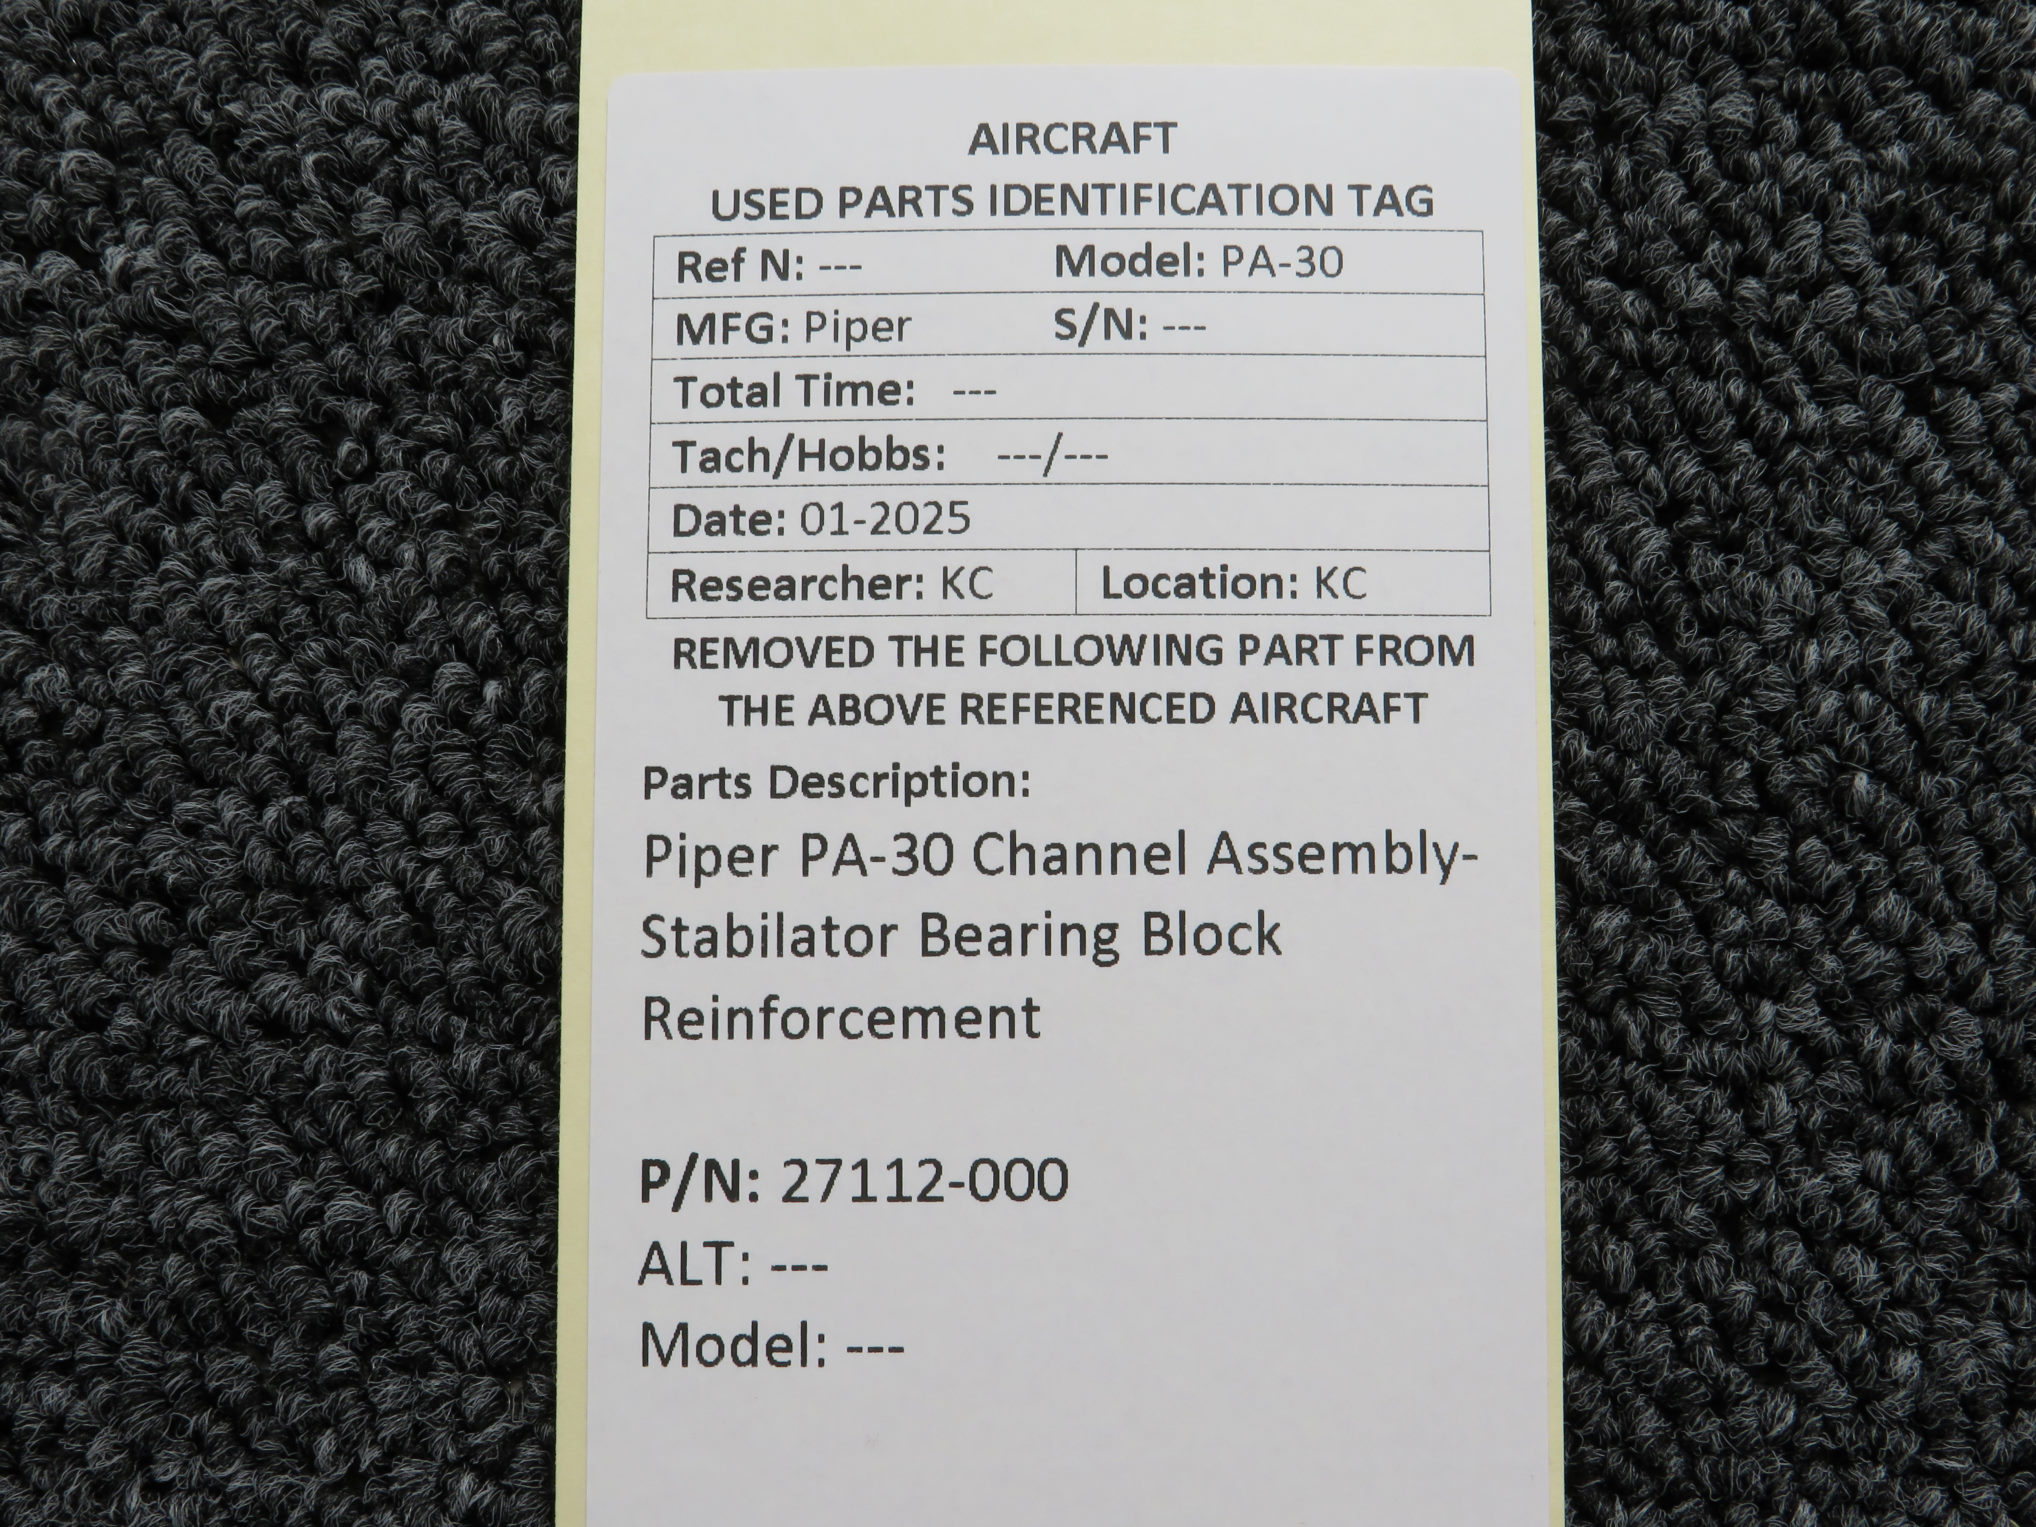 AIRCRAFT
USED PARTS IDENTIFICATION TAG
Ref N: --- Model: PA-30
MFG: Piper S/N: ---
Total Time: ---
Tach/Hobbs: ---/---
Date: 01-2025
Researcher: KC Location: KC
REMOVED THE FOLLOWING PART FROM
THE ABOVE REFERENCED AIRCRAFT
Parts Description:
Piper PA-30 Channel Assembly-
Stabilator Bearing Block
Reinforcement
P/N: 27112-000
ALT: ---
Model: ---